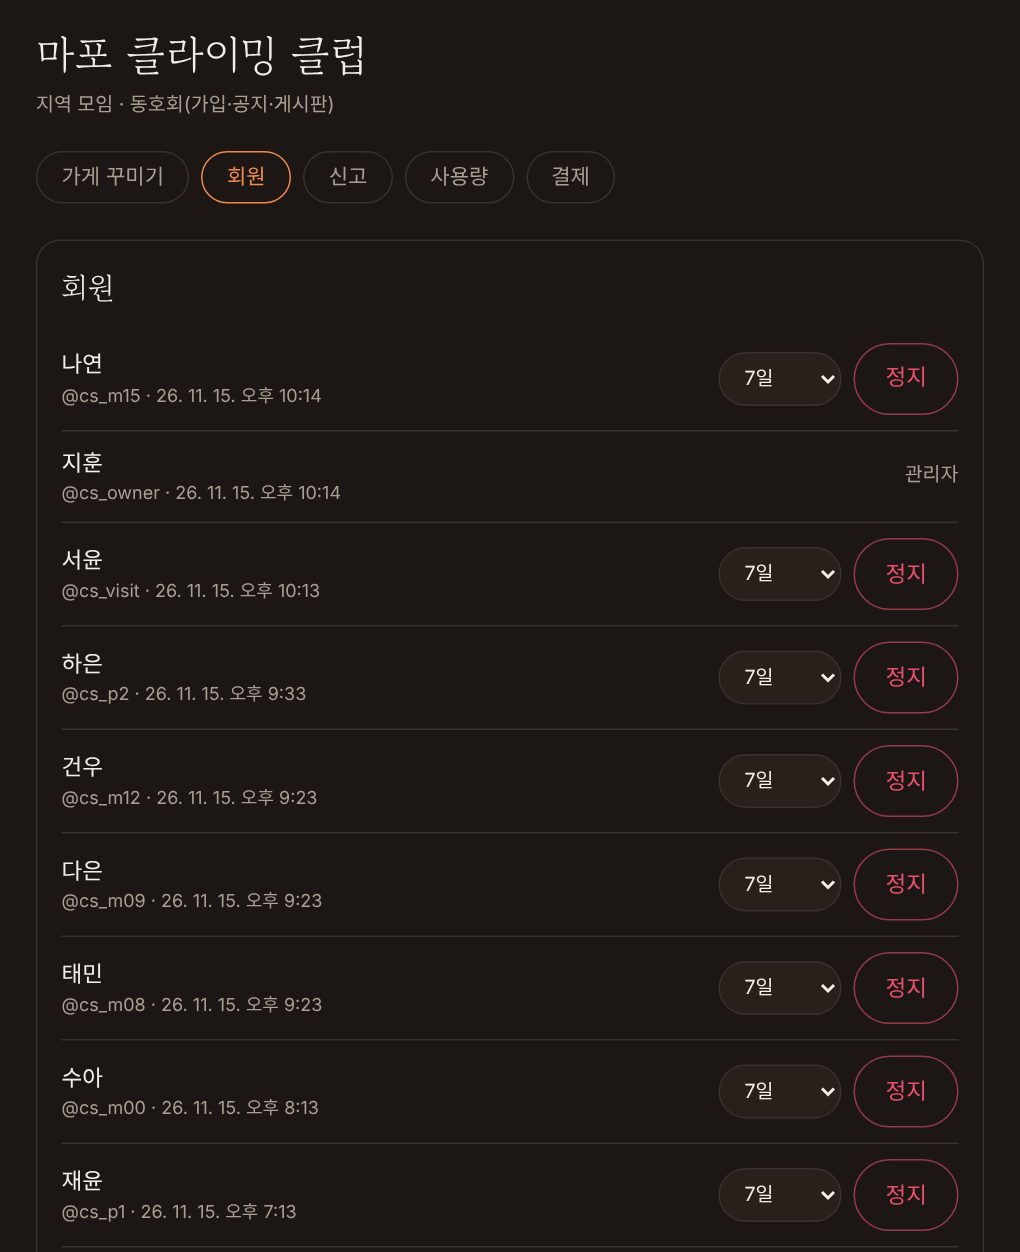 마포 클라이밍 클럽
지역 모임 · 동호회(가입·공지·게시판)
가게 꾸미기 회원 신고 사용량 결제
회원
나연
@cs_m15 · 26. 11. 15. 오후 10:14
7일 정지
지훈
@cs_owner · 26. 11. 15. 오후 10:14
관리자
서윤
@cs_visit · 26. 11. 15. 오후 10:13
7일 정지
하은
@cs_p2 · 26. 11. 15. 오후 9:33
7일 정지
건우
@cs_m12 · 26. 11. 15. 오후 9:23
7일 정지
다은
@cs_m09 · 26. 11. 15. 오후 9:23
7일 정지
태민
@cs_m08 · 26. 11. 15. 오후 9:23
7일 정지
수아
@cs_m00 · 26. 11. 15. 오후 8:13
7일 정지
재윤
@cs_p1 · 26. 11. 15. 오후 7:13
7일 정지